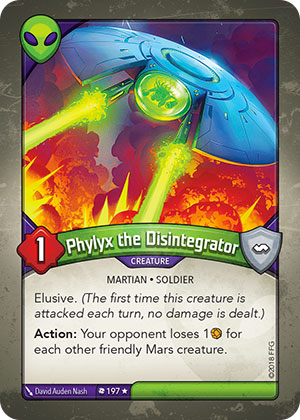 Phylyx the Disintegrator
1
CREATURE
MARTIAN • SOLDIER
Elusive. (The first time this creature is
attacked each turn, no damage is dealt.)
Action: Your opponent loses 1 for
each other friendly Mars creature.
©2018 FFG
David Auden Nash
197